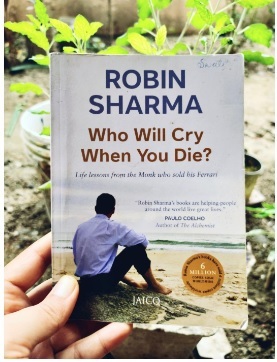 ROBIN
SHARMA
Who Will Cry
When You Die?
Life lessons from the Monk who sold his Ferrari
"Robin Sharma's books are helping people
around the world live great lives."
PAULO COELHO
Author of The Alchemist
6
MILLION
JAICO